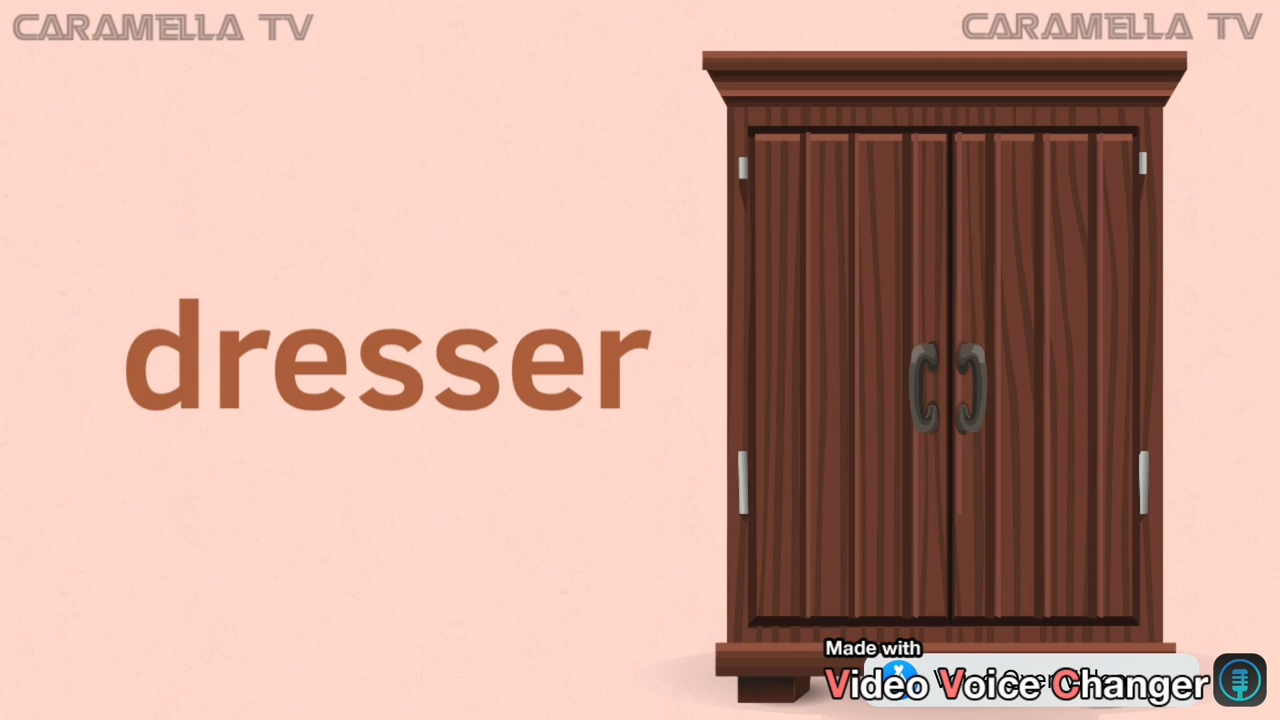 CARAMELLA TV
CARAMELLA TV
dresser
Made with
Video Voice Changer